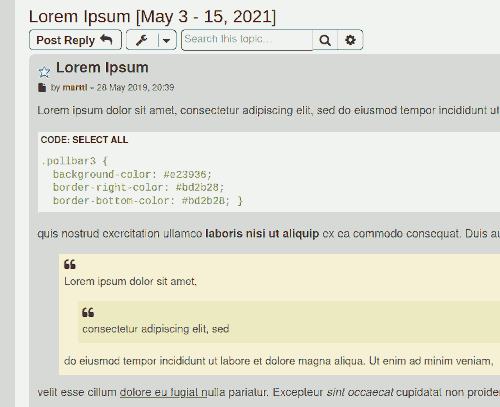 Lorem Ipsum [May 3 - 15, 2021]
Post Reply
Search this topic…
Lorem Ipsum
by martti » 28 May 2019, 20:39
Lorem ipsum dolor sit amet, consectetur adipiscing elit, sed do eiusmod tempor incididunt ut
CODE: SELECT ALL
.pollbar3 {
background-color: #e23936;
border-right-color: #bd2b28;
border-bottom-color: #bd2b28; }
quis nostrud exercitation ullamco laboris nisi ut aliquip ex ea commodo consequat. Duis au
Lorem ipsum dolor sit amet,
consectetur adipiscing elit, sed
do eiusmod tempor incididunt ut labore et dolore magna aliqua. Ut enim ad minim veniam,
velit esse cillum dolore eu fugiat nulla pariatur. Excepteur sint occaecat cupidatat non proide